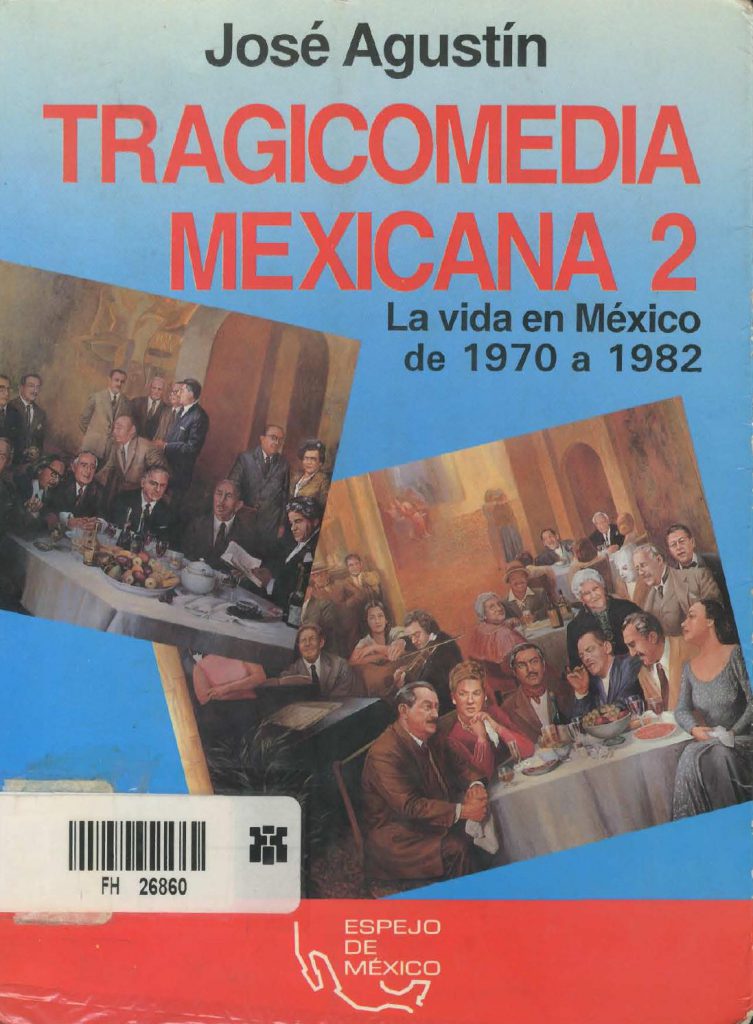 José Agustín
TRAGICOMEDIA
MEXICANA 2
La vida en México
de 1970 a 1982
FH 26860
ESPEJO
DE
MÉXICO